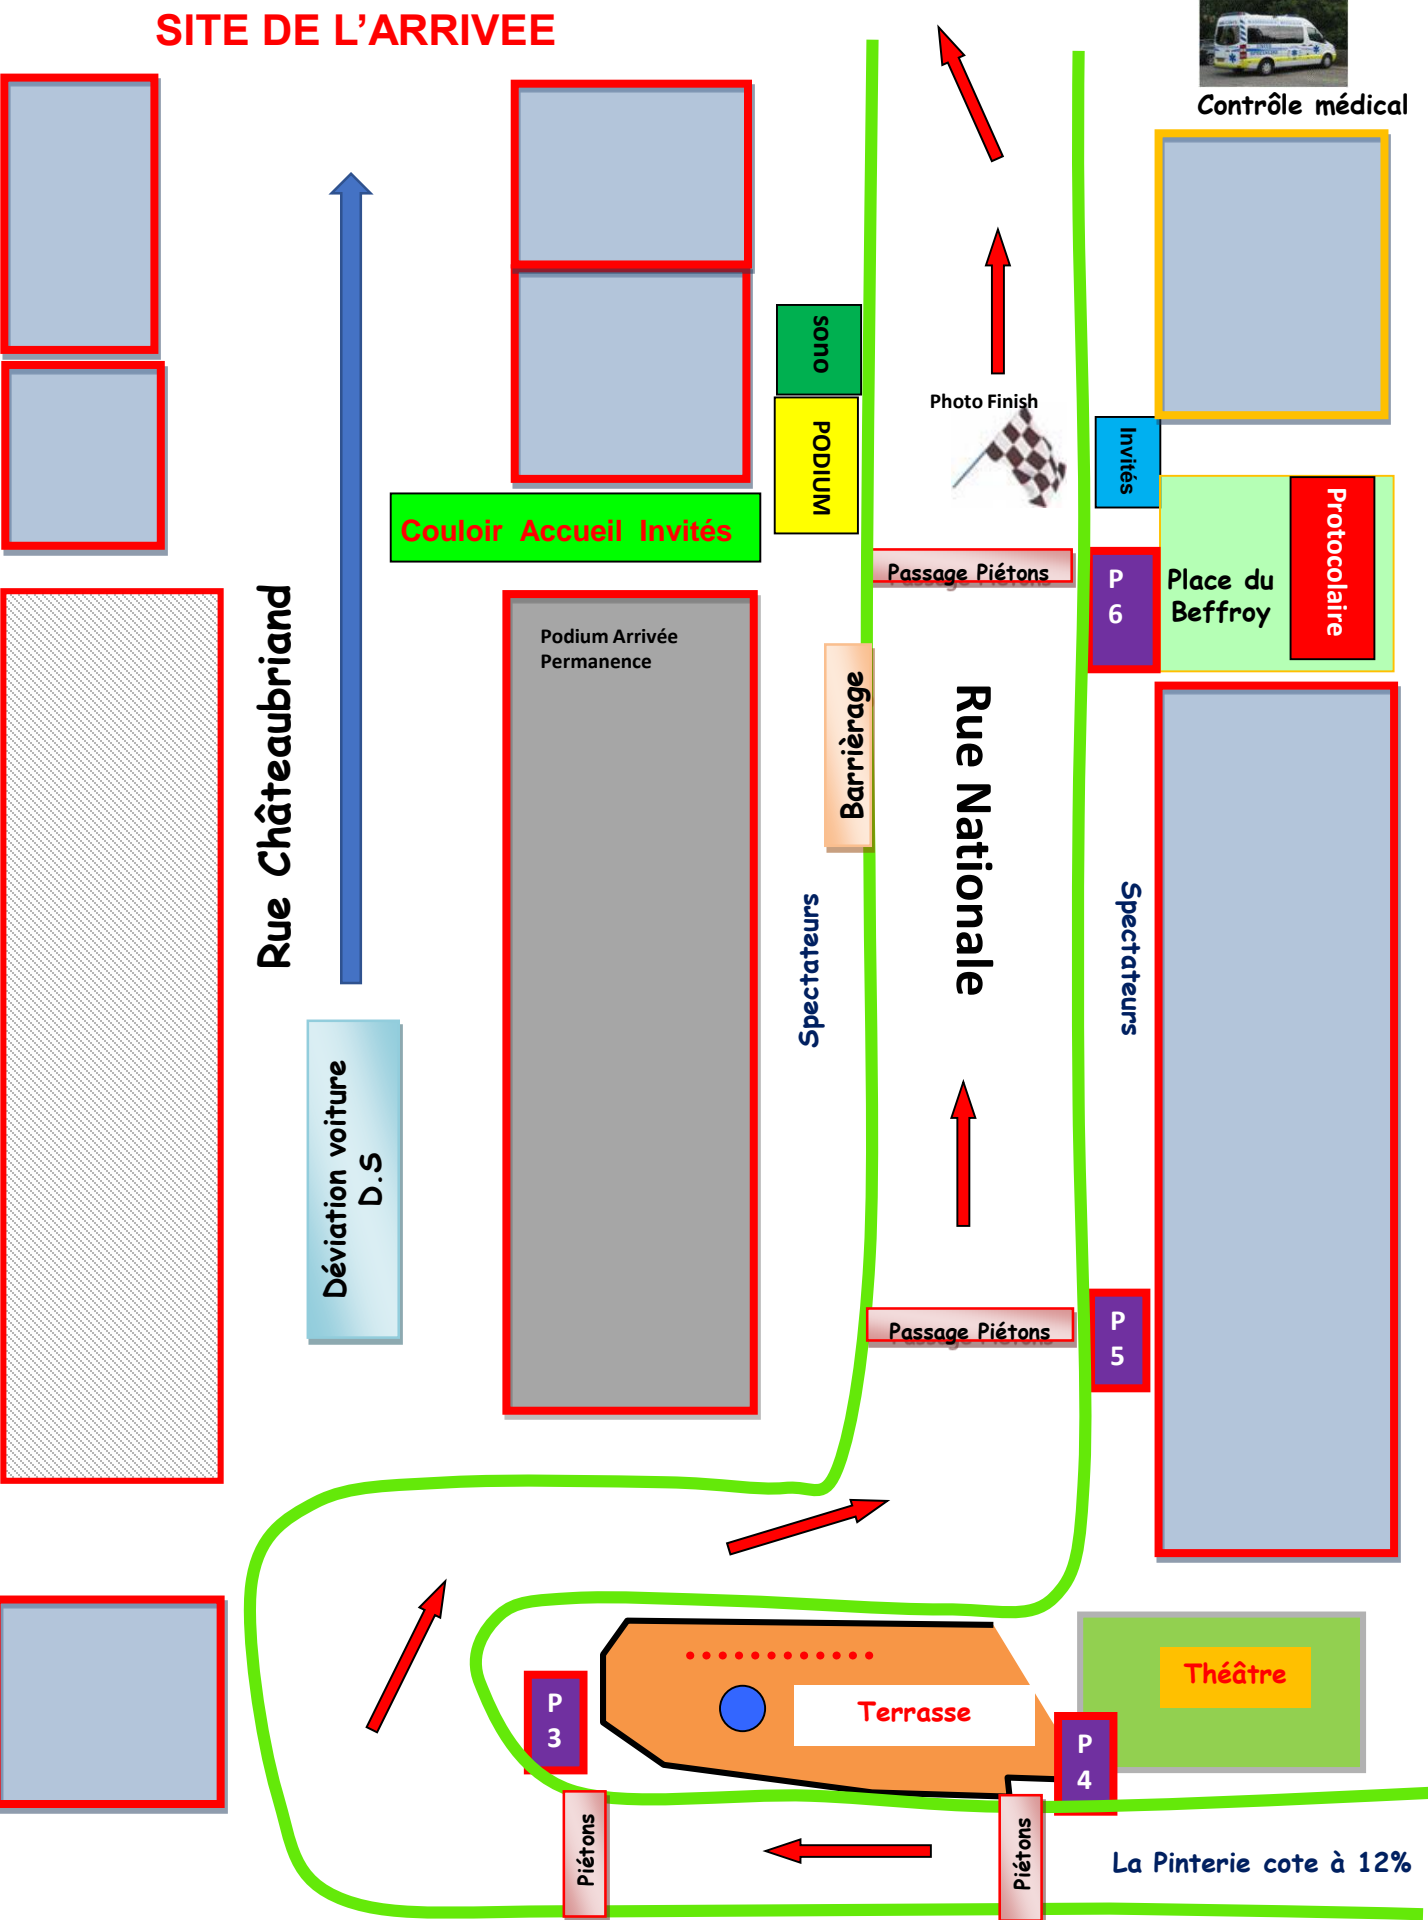 SITE DE L'ARRIVEE
Contrôle médical
sono
Photo Finish
PODIUM
Invités
Couloir Accueil Invités
Protocolaire
Passage Piétons
P
6
Place du
Beffroy
Podium Arrivée
Permanence
Rue Châteaubriand
Barrièrage
Rue Nationale
Spectateurs
Spectateurs
Déviation voiture
D.S
Passage Piétons
P
5
Théâtre
P
3
Terrasse
P
4
Piétons
Piétons
La Pinterie cote à 12%